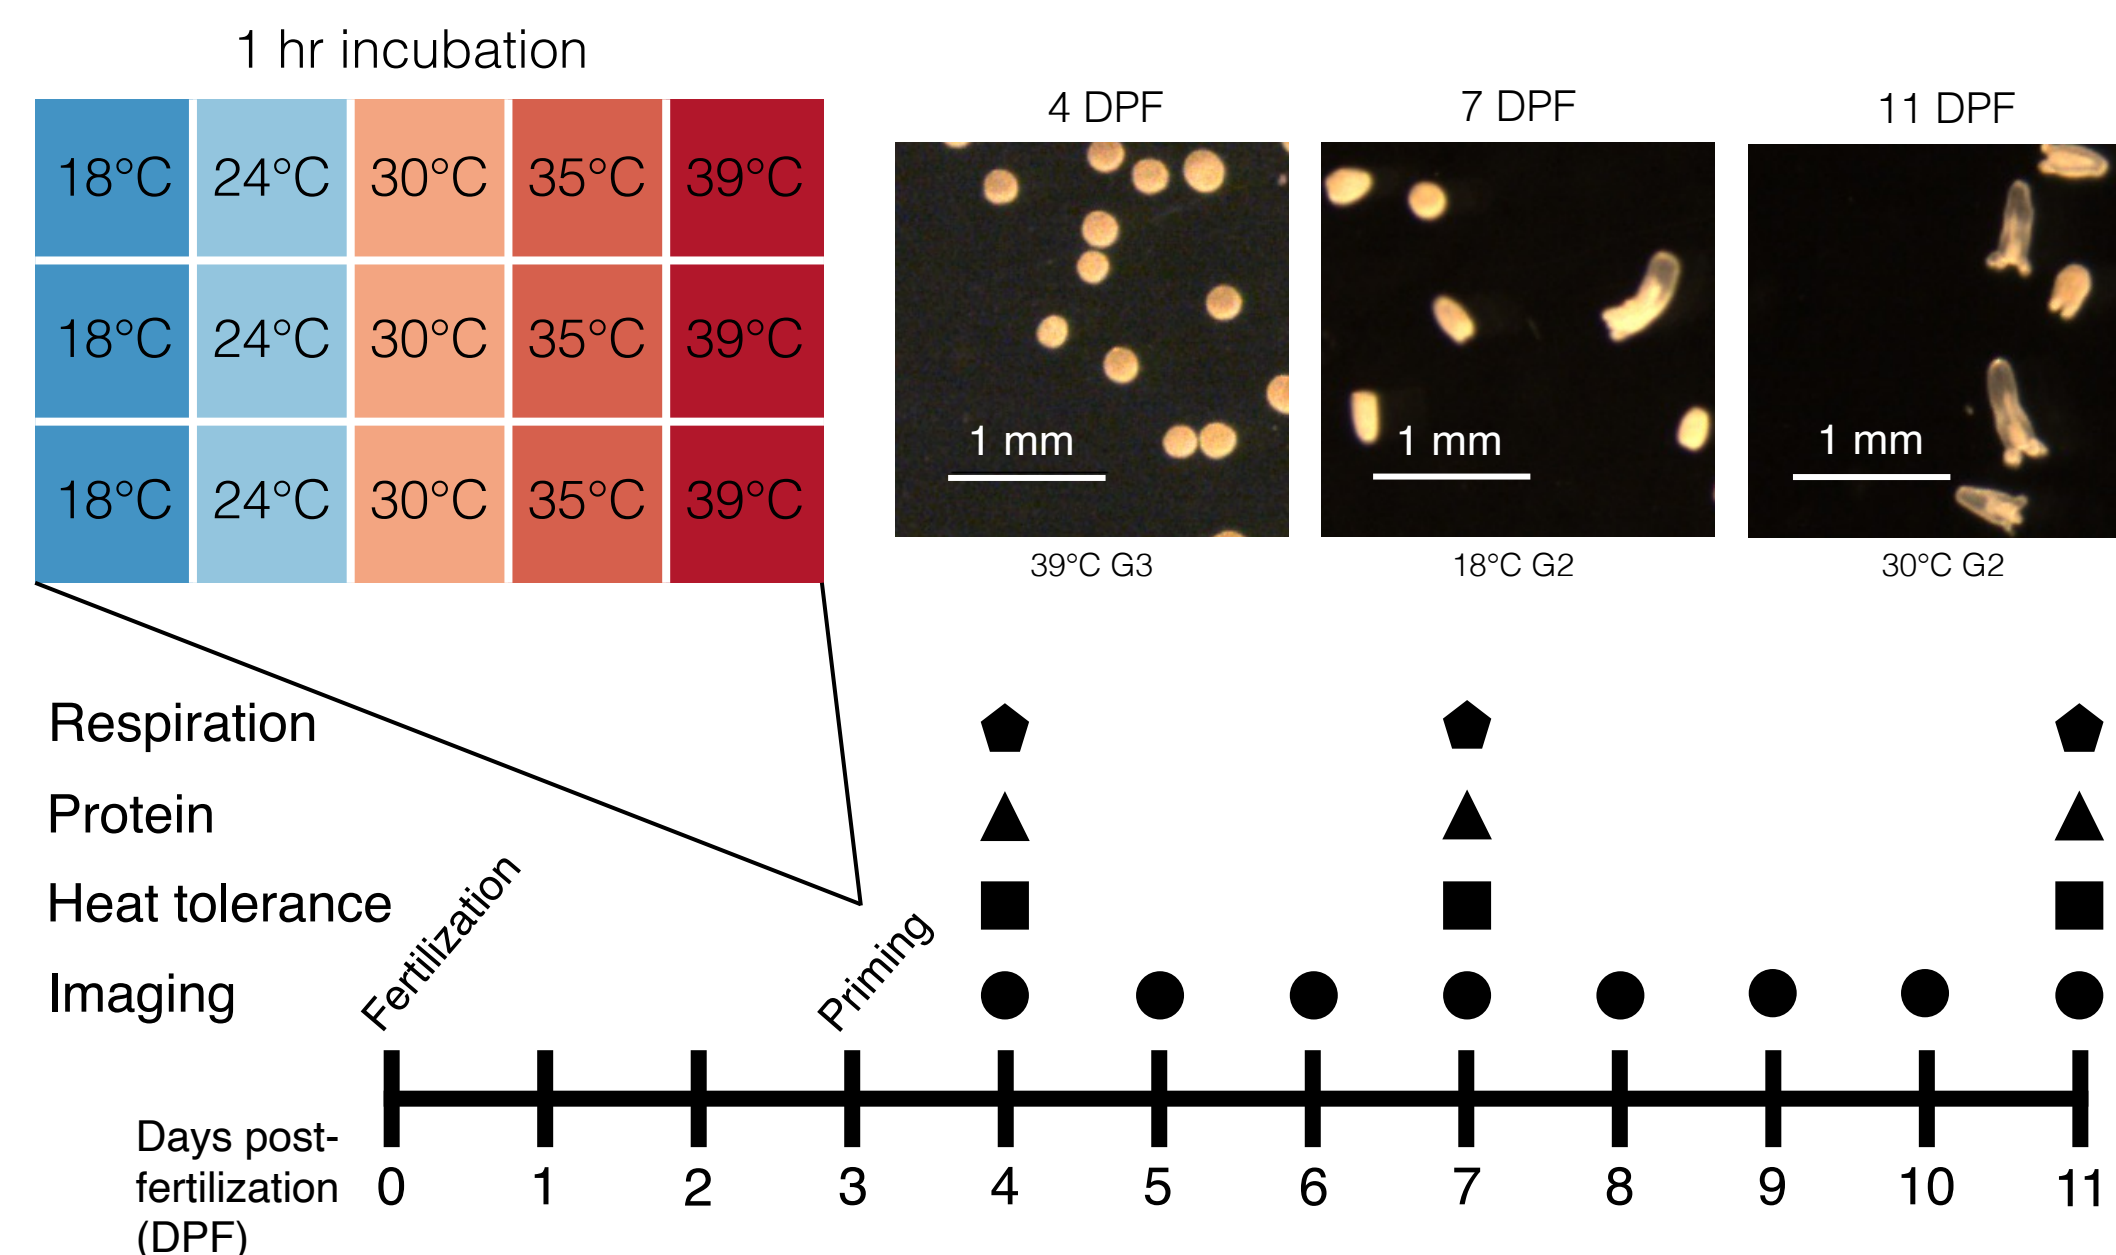 1 hr incubation
18°C 24°C 30°C 35°C 39°C
18°C 24°C 30°C 35°C 39°C
18°C 24°C 30°C 35°C 39°C
4 DPF
7 DPF
11 DPF
1 mm
1 mm
1 mm
39°C G3
18°C G2
30°C G2
Respiration
Protein
Heat tolerance
Imaging
Fertilization
Priming
Days post-
fertilization
(DPF)
0 1 2 3 4 5 6 7 8 9 10 11